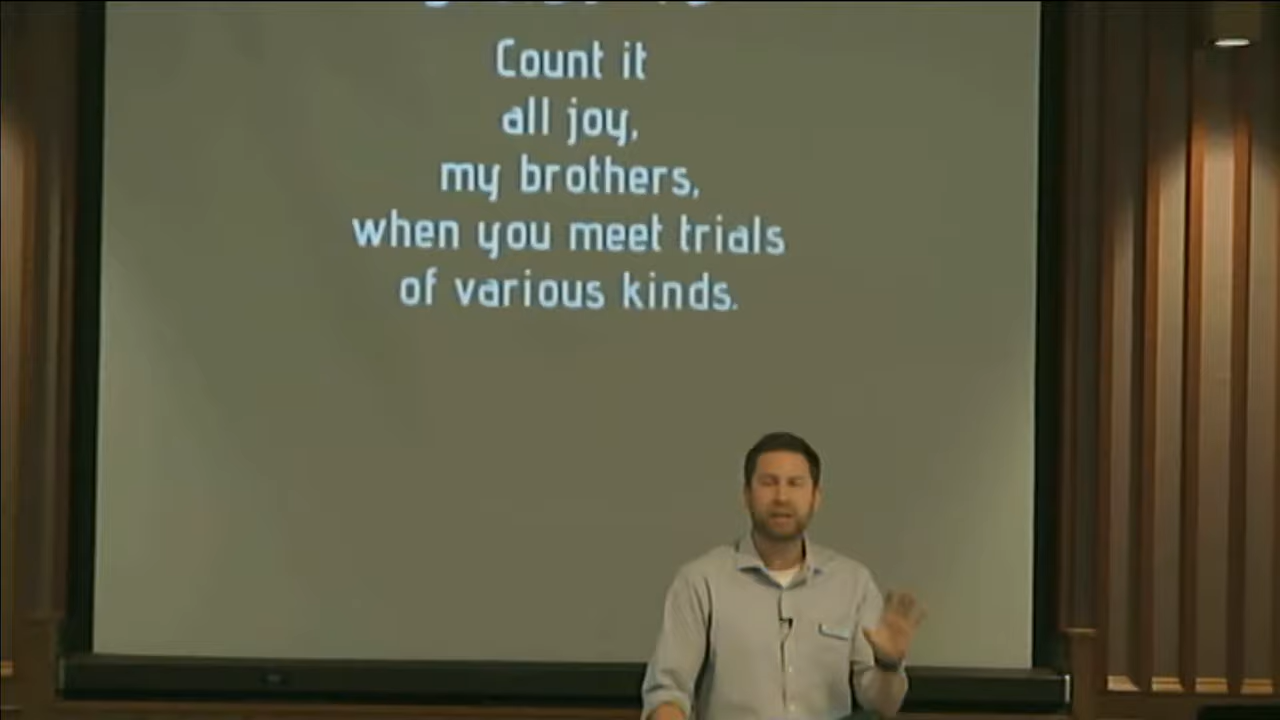 Count it
all joy,
my brothers,
when you meet trials
of various kinds.